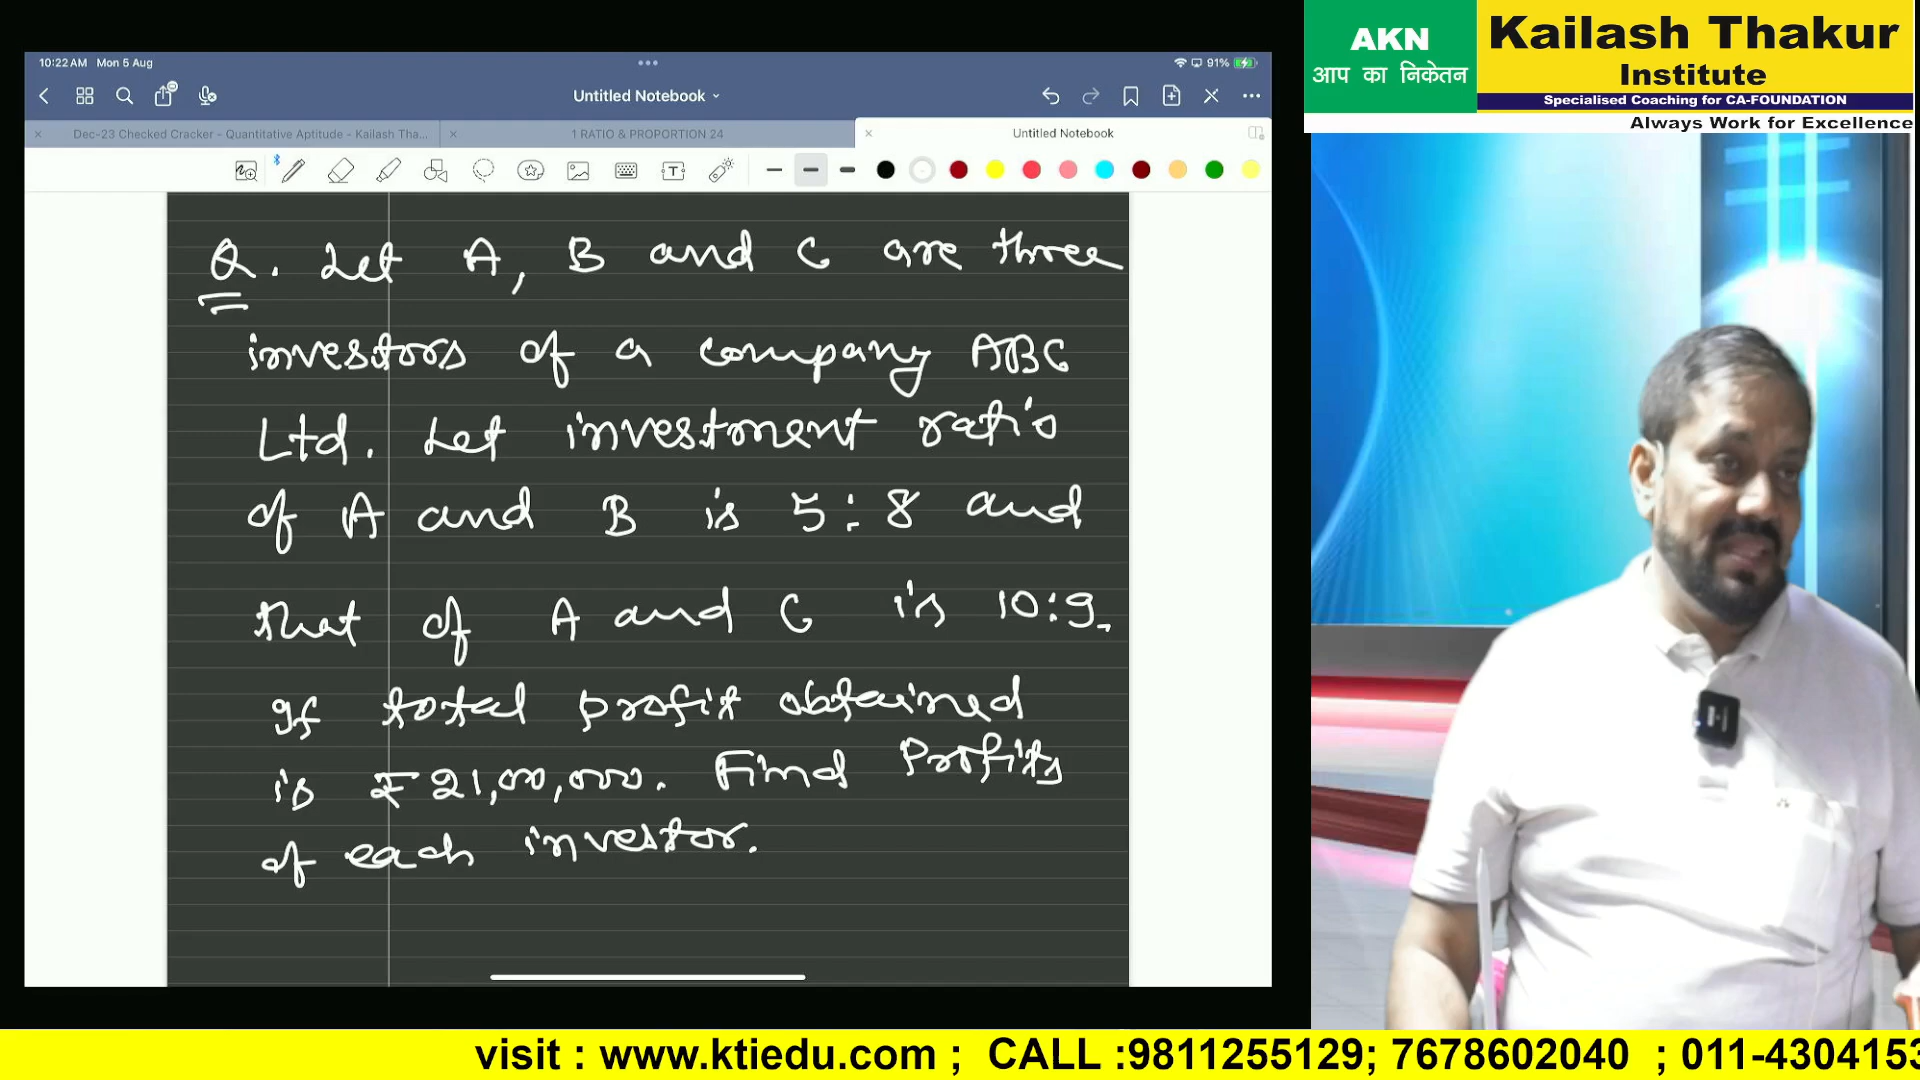 10:22 AM Mon 5 Aug
91%
Untitled Notebook
Dec-23 Checked Cracker - Quantitative Aptitude - Kailash Tha...
1 RATIO & PROPORTION 24
Untitled Notebook
Q. Let A, B and C are three
investors of a company ABC
Ltd. Let investment ratio
of A and B is 5:8 and
that of A and C is 10:9.
If total profit obtained
is ₹21,00,000. Find Profits
of each investor.
AKN
आप का निकेतन
Kailash Thakur
Institute
Specialised Coaching for CA-FOUNDATION
Always Work for Excellence
visit : www.ktiedu.com ; CALL :9811255129; 7678602040 ; 011-4304153